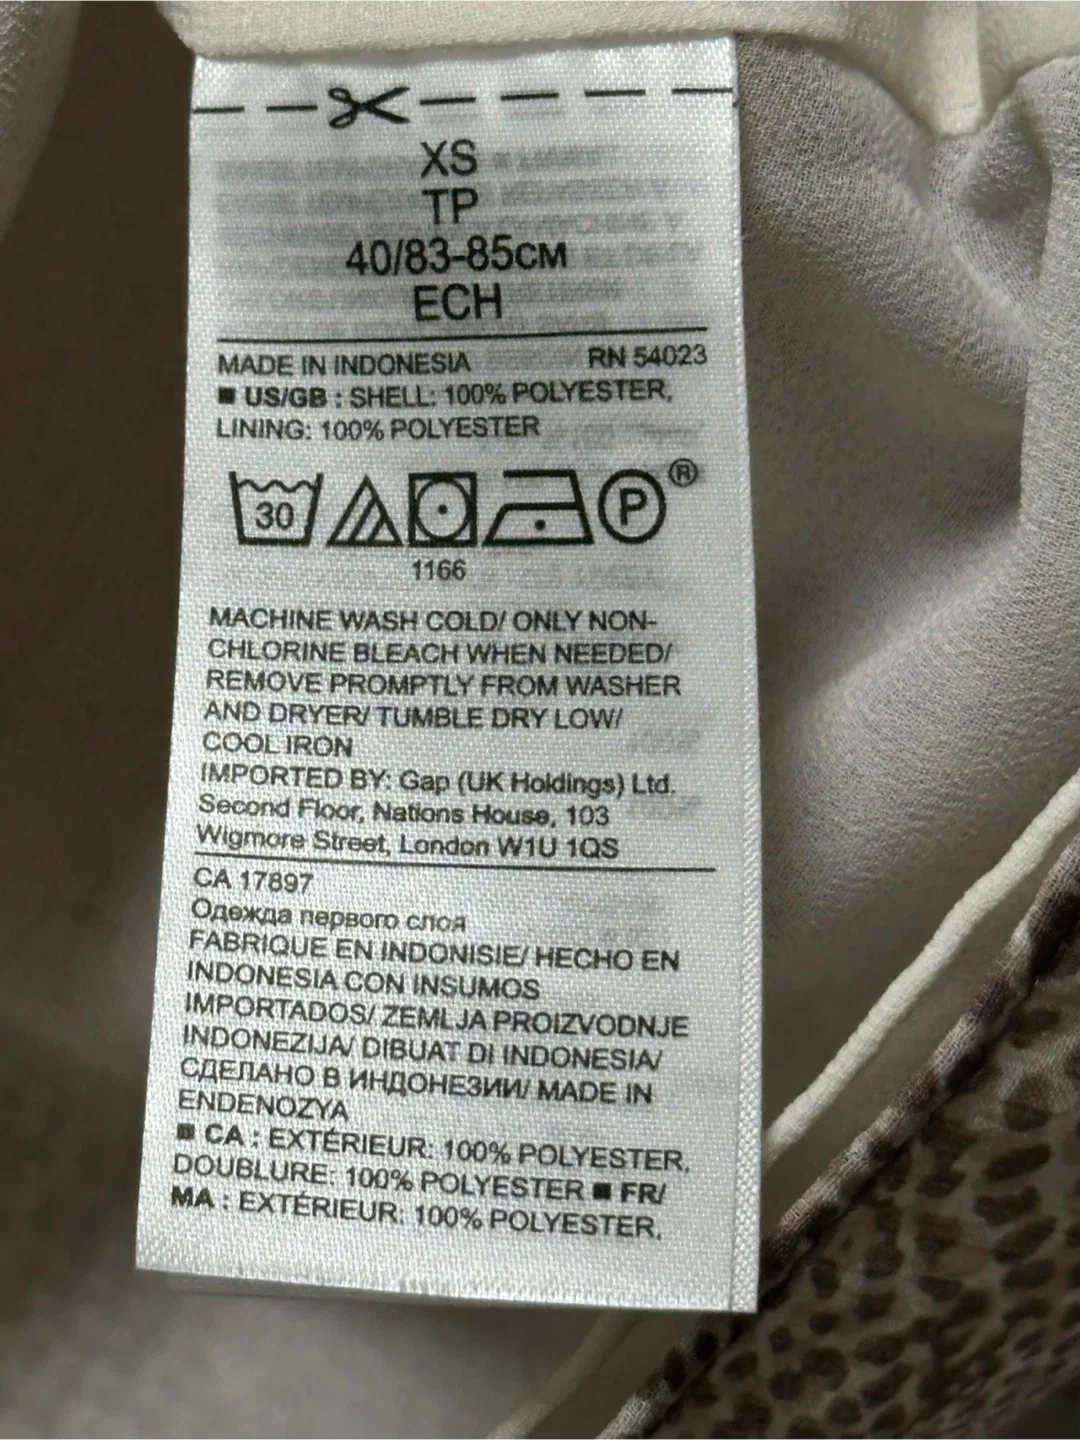 XS
TP
40/83-85см
ECH
MADE IN INDONESIA RN 54023
■ US/GB : SHELL: 100% POLYESTER,
LINING: 100% POLYESTER
30 P ®
1166
MACHINE WASH COLD/ ONLY NON-
CHLORINE BLEACH WHEN NEEDED/
REMOVE PROMPTLY FROM WASHER
AND DRYER/ TUMBLE DRY LOW/
COOL IRON
IMPORTED BY: Gap (UK Holdings) Ltd.
Second Floor, Nations House, 103
Wigmore Street, London W1U 1QS
CA 17897
Одежда первого слоя
FABRIQUE EN INDONISIE/ HECHO EN
INDONESIA CON INSUMOS
IMPORTADOS/ ZEMLJA PROIZVODNJE
INDONEZIJA/ DIBUAT DI INDONESIA/
СДЕЛАНО В ИНДОНЕЗИИ/ MADE IN
ENDENOZYA
■ CA : EXTÉRIEUR: 100% POLYESTER,
DOUBLURE: 100% POLYESTER ■ FR/
MA : EXTÉRIEUR: 100% POLYESTER,